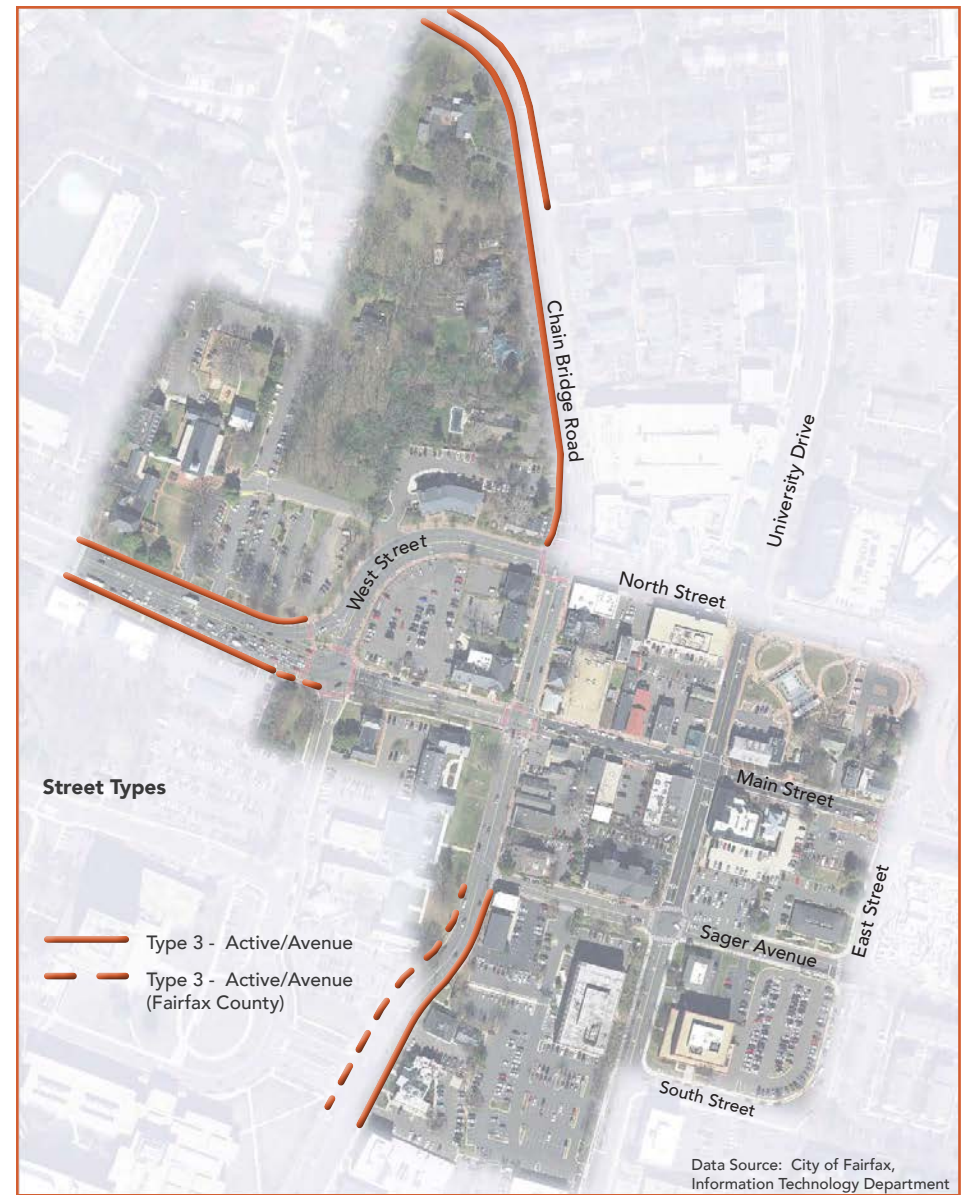 Chain Bridge Road
University Drive
West Street
North Street
Main Street
East Street
Sager Avenue
South Street
Street Types
Type 3 - Active/Avenue
Type 3 - Active/Avenue
(Fairfax County)
Data Source: City of Fairfax,
Information Technology Department